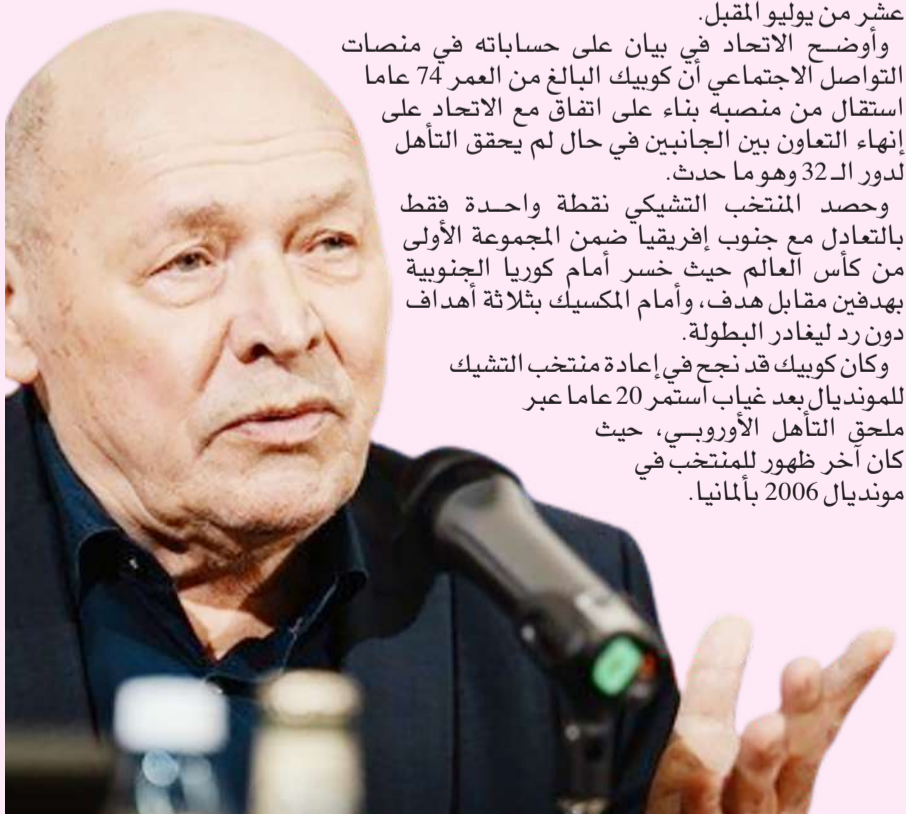 عشر من يوليو المقبل.
وأوضح الاتحاد في بيان على حساباته في منصات
التواصل الاجتماعي أن كوبيك البالغ من العمر 74 عاما
استقال من منصبه بناء على اتفاق مع الاتحاد على
إنهاء التعاون بين الجانبين في حال لم يحقق التأهل
لدور الـ 32 وهو ما حدث.
وحصد المنتخب التشيكي نقطة واحدة فقط
بالتعادل مع جنوب إفريقيا ضمن المجموعة الأولى
من كأس العالم حيث خسر أمام كوريا الجنوبية
بهدفين مقابل هدف، وأمام المكسيك بثلاثة أهداف
دون رد ليغادر البطولة.
وكان كوبيك قد نجح في إعادة منتخب التشيك
للمونديال بعد غياب استمر 20 عاما عبر
ملحق التأهل الأوروبي، حيث
كان آخر ظهور للمنتخب في
مونديال 2006 بألمانيا.